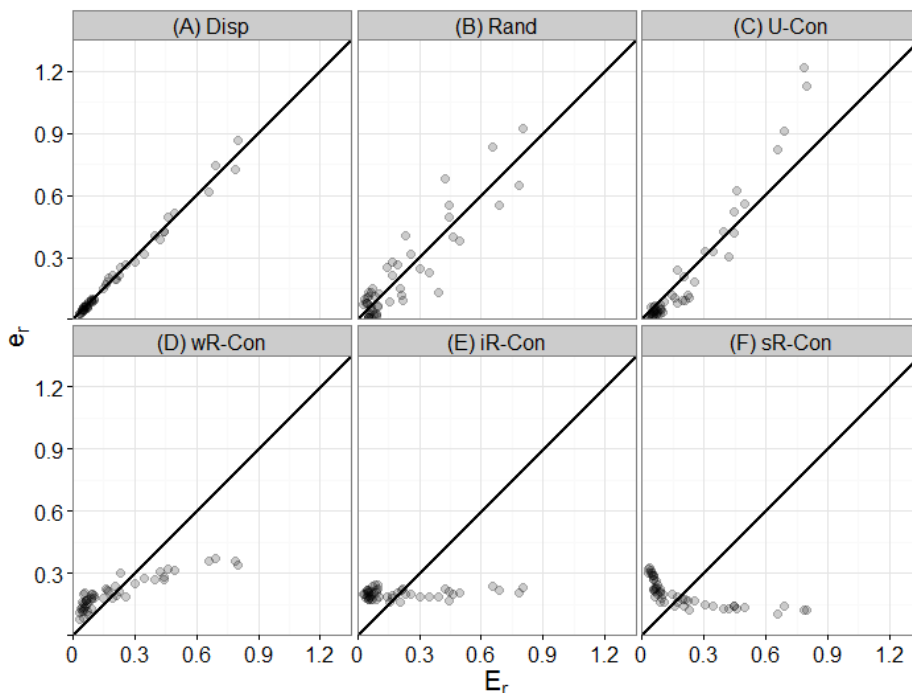 (A) Disp (B) Rand (C) U-Con
1.2
0.9
0.6
0.3
e_r
(D) wR-Con (E) iR-Con (F) sR-Con
1.2
0.9
0.6
0.3
0 0.3 0.6 0.9 1.2 0 0.3 0.6 0.9 1.2 0 0.3 0.6 0.9 1.2
E_r